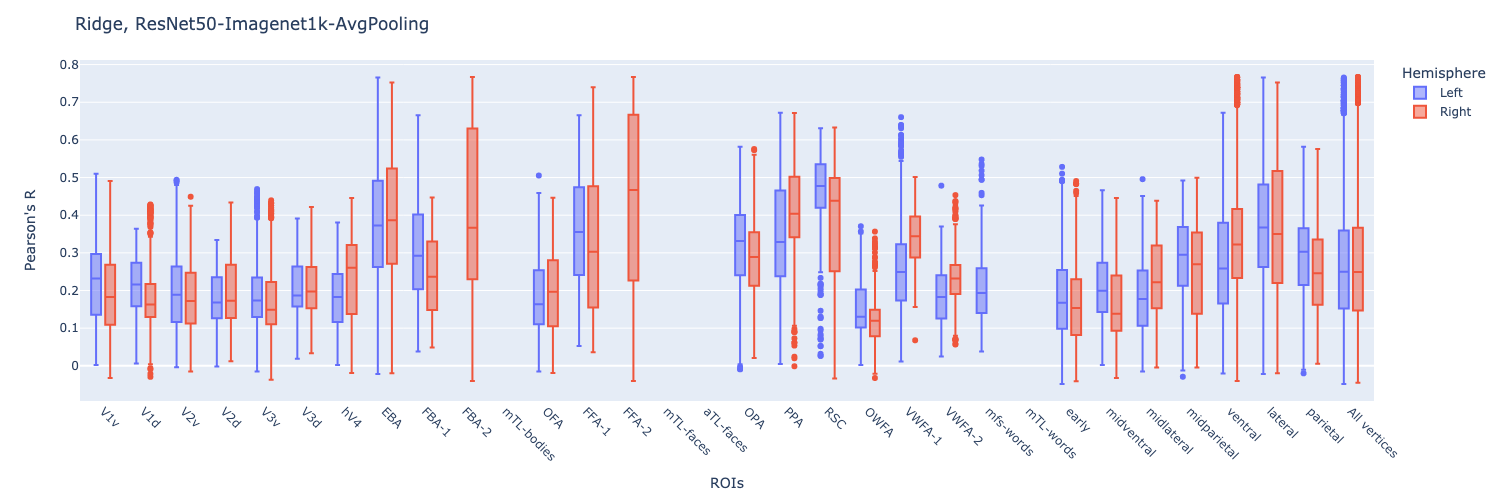 Ridge, ResNet50-Imagenet1k-AvgPooling
Hemisphere
Left
Right
Pearson's R
0.8
0.7
0.6
0.5
0.4
0.3
0.2
0.1
0
V1v
V1d
V2v
V2d
V3v
V3d
hV4
EBA
FBA-1
FBA-2
mTL-bodies
OFA
FFA-1
FFA-2
mTL-faces
aTL-faces
OPA
PPA
RSC
OWFA
VWFA-1
VWFA-2
mfs-words
mTL-words
early
midventral
midlateral
midparietal
ventral
lateral
parietal
All vertices
ROIs